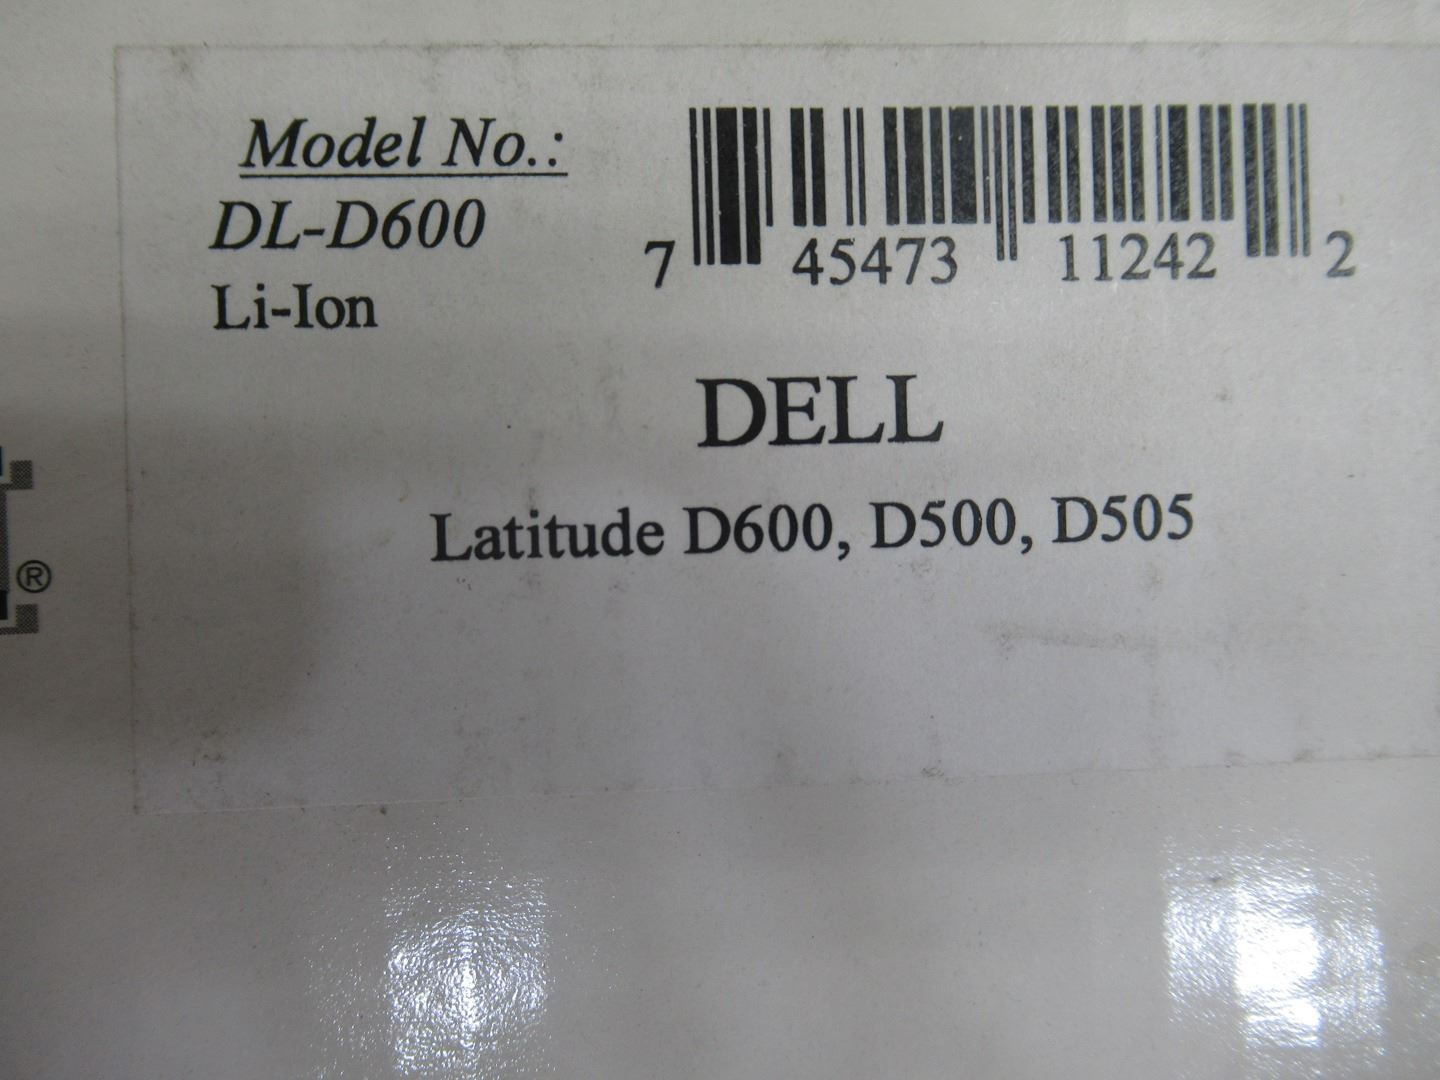 Model No.:
DL-D600
Li-Ion
7 45473 11242 2
DELL
Latitude D600, D500, D505
®